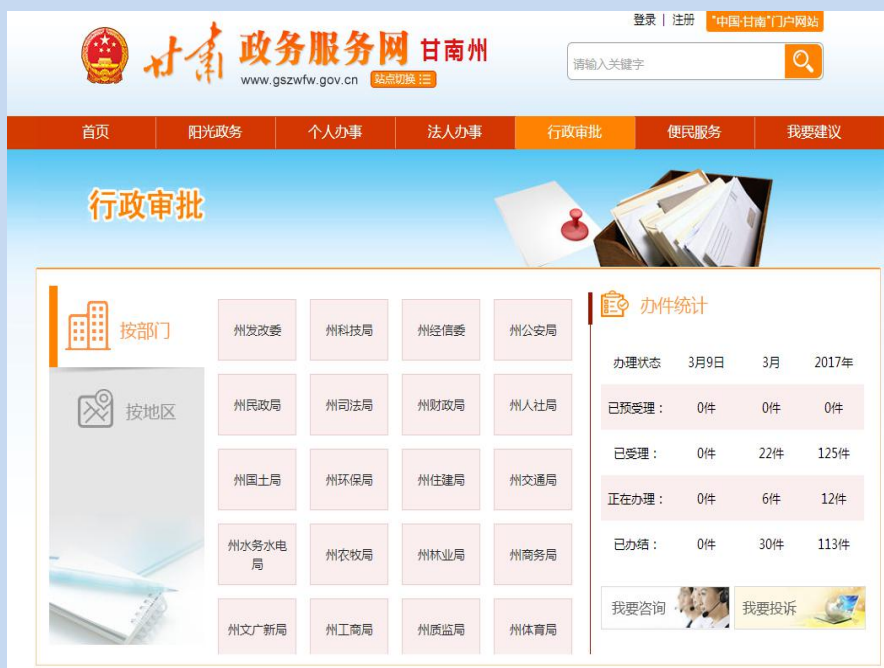 登录 | 注册 "中国·甘南"门户网站
甘肃 政务服务网 甘南州
www.gszwfw.gov.cn 站点切换
请输入关键字
首页 阳光政务 个人办事 法人办事 行政审批 便民服务 我要建议
行政审批
按部门
按地区
州发改委 州科技局 州经信委 州公安局
州民政局 州司法局 州财政局 州人社局
州国土局 州环保局 州住建局 州交通局
州水务水电
局 州农牧局 州林业局 州商务局
州文广新局 州工商局 州质监局 州体育局
办件统计
办理状态 3月9日 3月 2017年
已预受理： 0件 0件 0件
已受理： 0件 22件 125件
正在办理： 0件 6件 12件
已办结： 0件 30件 113件
我要咨询 我要投诉